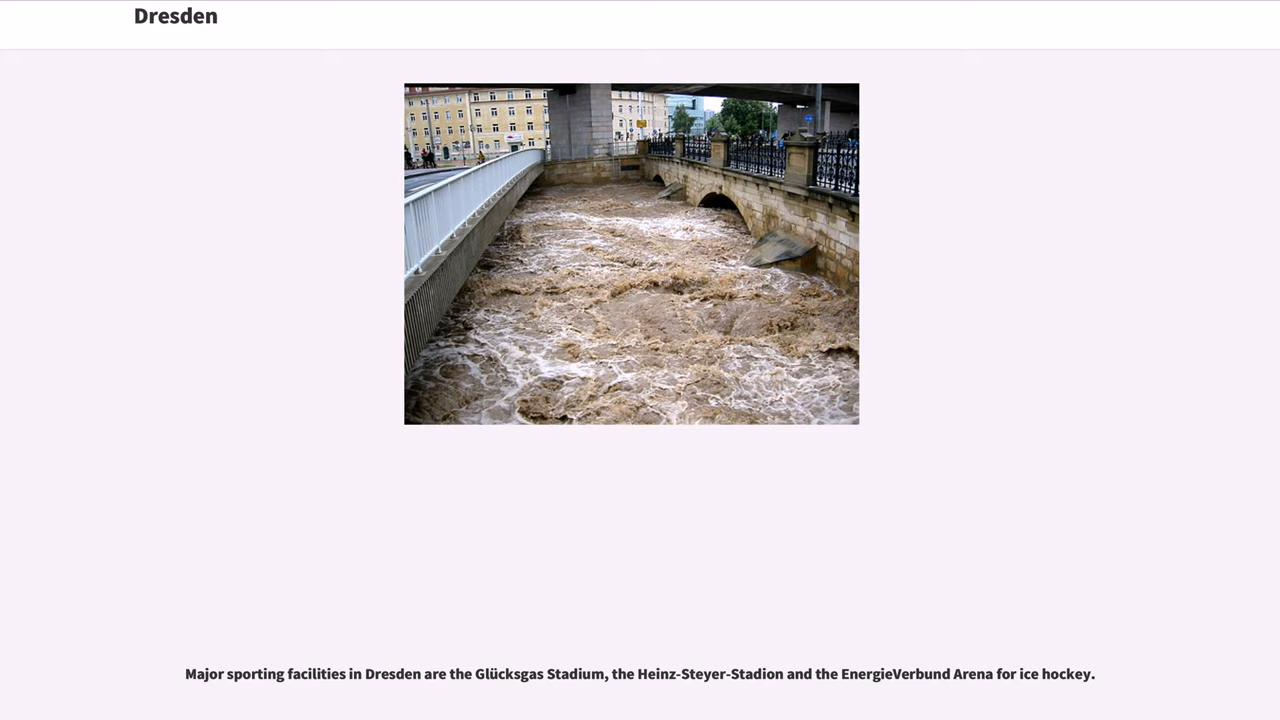 Dresden
Major sporting facilities in Dresden are the Glücksgas Stadium, the Heinz-Steyer-Stadion and the EnergieVerbund Arena for ice hockey.